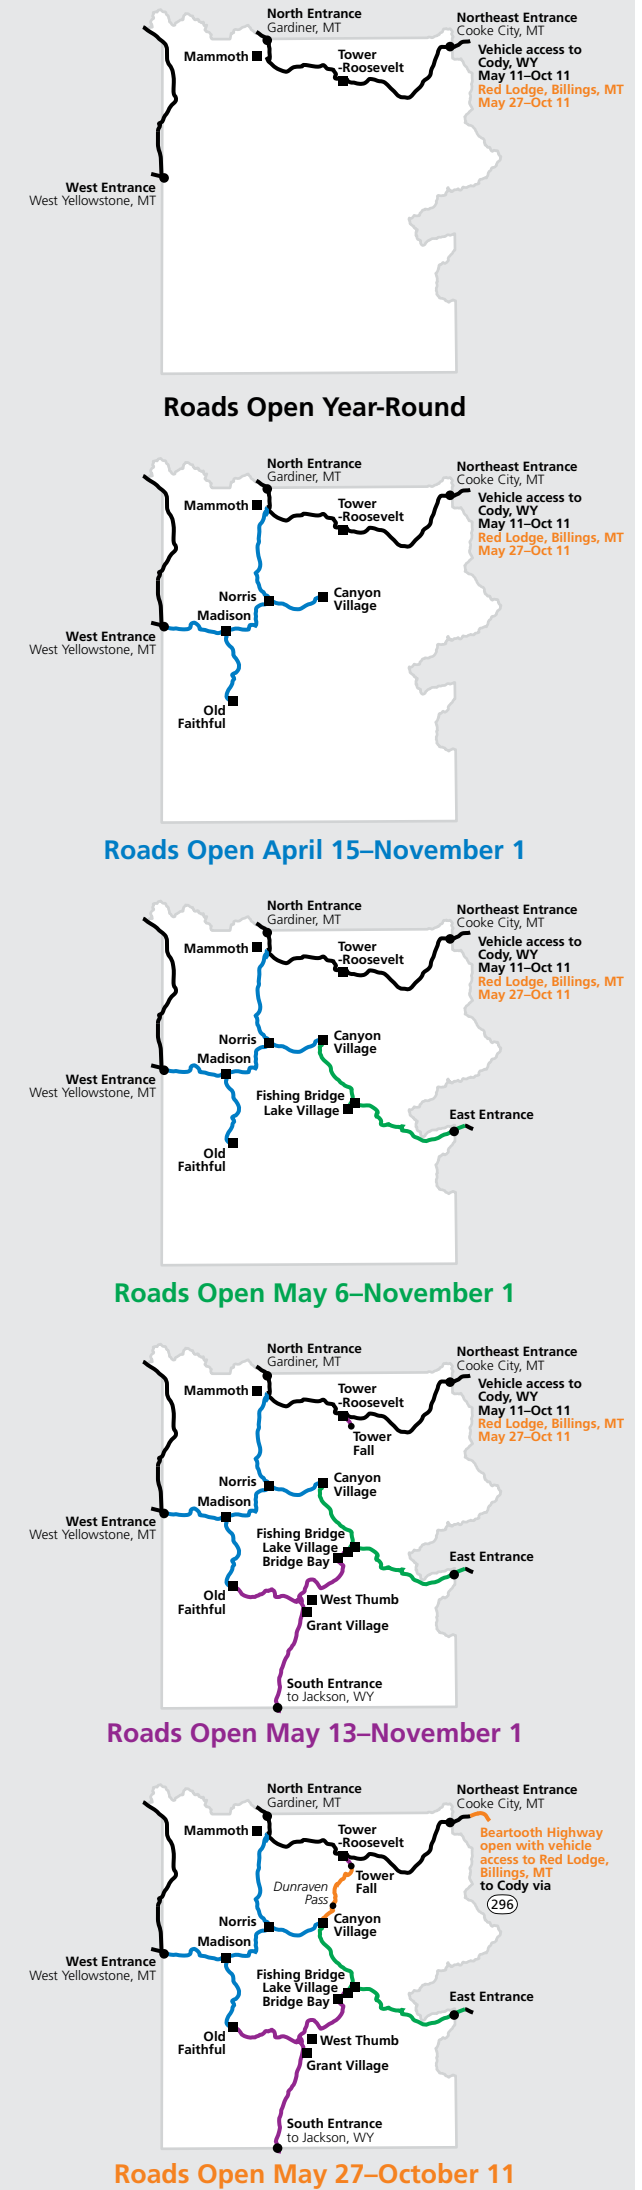 North Entrance
Gardiner, MT
Northeast Entrance
Cooke City, MT
Mammoth
Tower
-Roosevelt
Vehicle access to
Cody, WY
May 11–Oct 11
Red Lodge, Billings, MT
May 27–Oct 11
West Entrance
West Yellowstone, MT
Roads Open Year-Round
North Entrance
Gardiner, MT
Northeast Entrance
Cooke City, MT
Mammoth
Tower
-Roosevelt
Vehicle access to
Cody, WY
May 11–Oct 11
Red Lodge, Billings, MT
May 27–Oct 11
Norris
Canyon
Village
Madison
West Entrance
West Yellowstone, MT
Old
Faithful
Roads Open April 15–November 1
North Entrance
Gardiner, MT
Northeast Entrance
Cooke City, MT
Mammoth
Tower
-Roosevelt
Vehicle access to
Cody, WY
May 11–Oct 11
Red Lodge, Billings, MT
May 27–Oct 11
Norris
Canyon
Village
Madison
West Entrance
West Yellowstone, MT
Fishing Bridge
Lake Village
East Entrance
Old
Faithful
Roads Open May 6–November 1
North Entrance
Gardiner, MT
Northeast Entrance
Cooke City, MT
Mammoth
Tower
-Roosevelt
Vehicle access to
Cody, WY
May 11–Oct 11
Red Lodge, Billings, MT
May 27–Oct 11
Tower
Fall
Norris
Canyon
Village
Madison
West Entrance
West Yellowstone, MT
Fishing Bridge
Lake Village
Bridge Bay
East Entrance
Old
Faithful
West Thumb
Grant Village
South Entrance
to Jackson, WY
Roads Open May 13–November 1
North Entrance
Gardiner, MT
Northeast Entrance
Cooke City, MT
Mammoth
Tower
-Roosevelt
Beartooth Highway
open with vehicle
access to Red Lodge,
Billings, MT
to Cody via
296
Tower
Fall
Dunraven
Pass
Norris
Canyon
Village
Madison
West Entrance
West Yellowstone, MT
Fishing Bridge
Lake Village
Bridge Bay
East Entrance
Old
Faithful
West Thumb
Grant Village
South Entrance
to Jackson, WY
Roads Open May 27–October 11